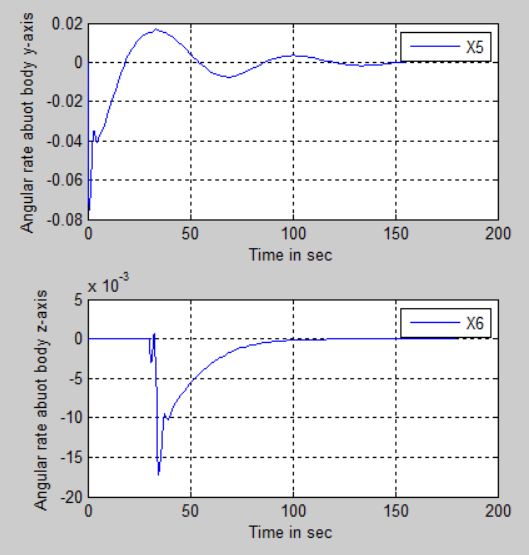 Angular rate abuot body y-axis
0.02
0
-0.02
-0.04
-0.06
-0.08
X5
0 50 100 150 200
Time in sec
Angular rate abuot body z-axis
x 10^-3
5
0
-5
-10
-15
-20
X6
0 50 100 150 200
Time in sec